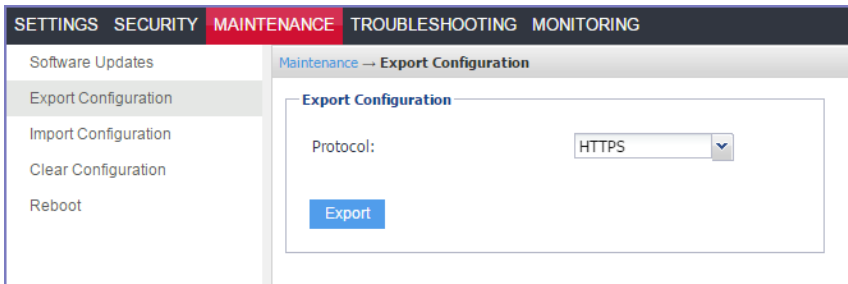 SETTINGS SECURITY MAINTENANCE TROUBLESHOOTING MONITORING
Software Updates
Export Configuration
Import Configuration
Clear Configuration
Reboot
Maintenance → Export Configuration
Export Configuration
Protocol: HTTPS
Export